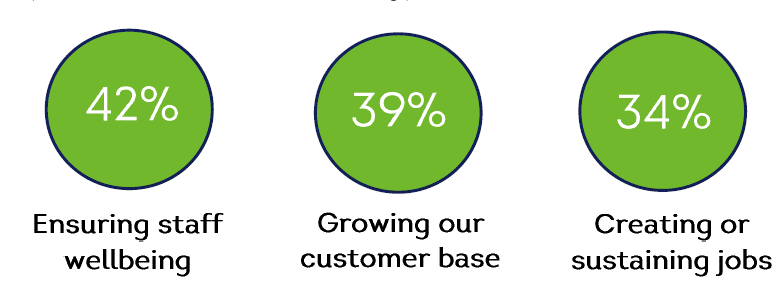 42%
39%
34%
Ensuring staff
wellbeing
Growing our
customer base
Creating or
sustaining jobs